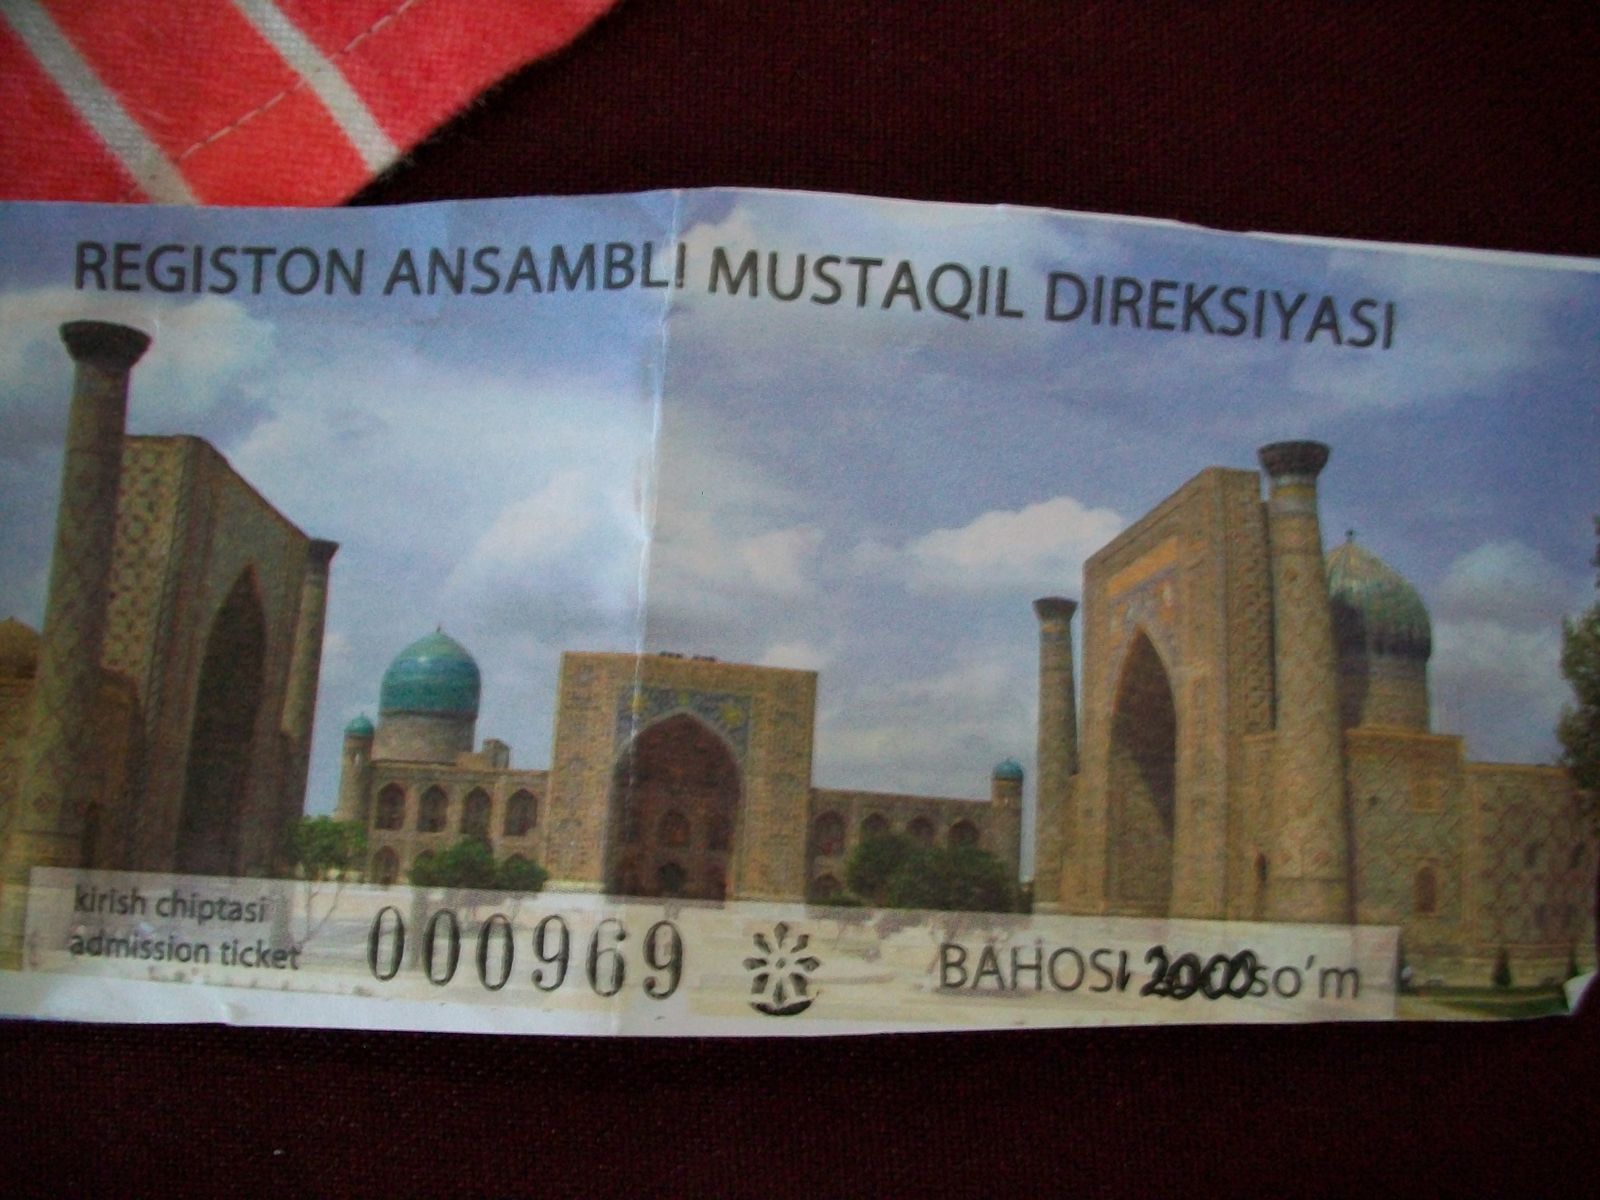 REGISTON ANSAMBLI MUSTAQIL DIREKSIYASI
kirish chiptasi
admission ticket
000969
BAHOSI 2000 so'm